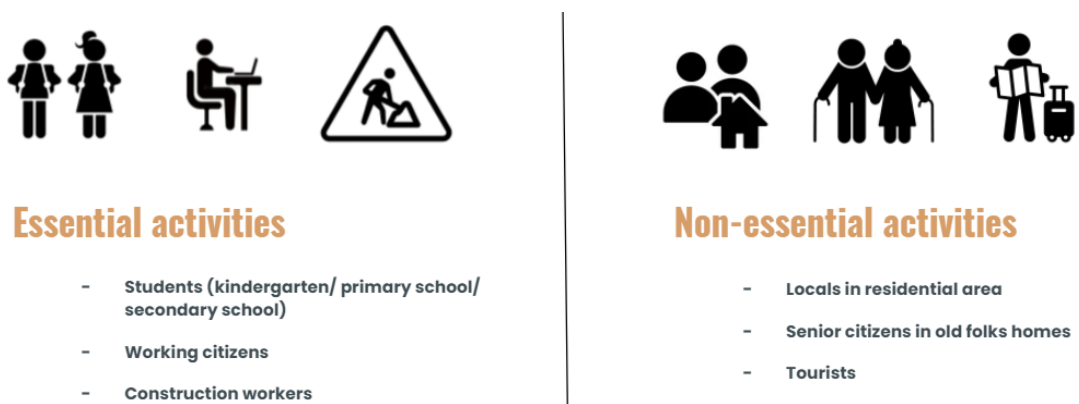 Essential activities
- Students (kindergarten/ primary school/
secondary school)
- Working citizens
- Construction workers
Non-essential activities
- Locals in residential area
- Senior citizens in old folks homes
- Tourists